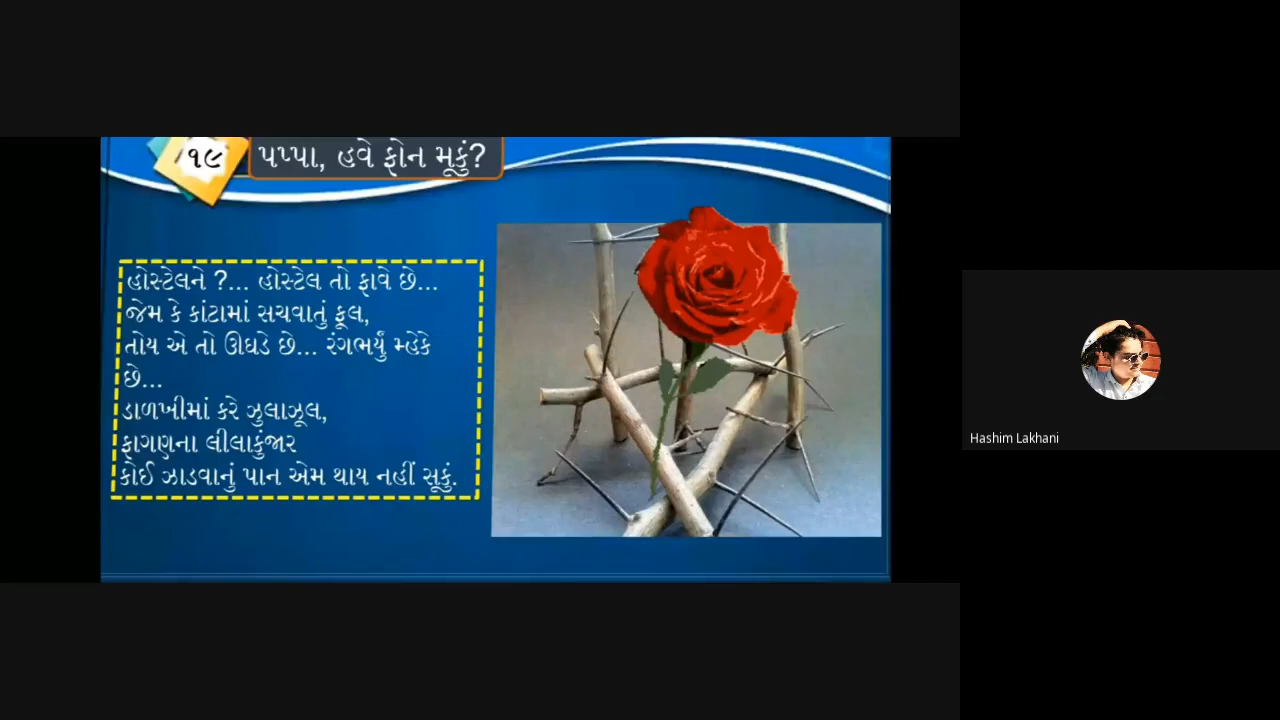 ૧૯
પપ્પા, હવે ફોન મૂકું?
હોસ્ટેલને ?... હોસ્ટેલ તો ફાવે છે...
જેમ કે કાંટામાં સચવાતું ફૂલ,
તોય એ તો ઊઘડે છે... રંગભર્યું મ્હેકે
છે...
ડાળખીમાં કરે ઝુલાઝૂલ,
ફાગણના લીલાકુંજાર
કોઈ ઝાડવાનું પાન એમ થાય નહીં સૂકું.
Hashim Lakhani